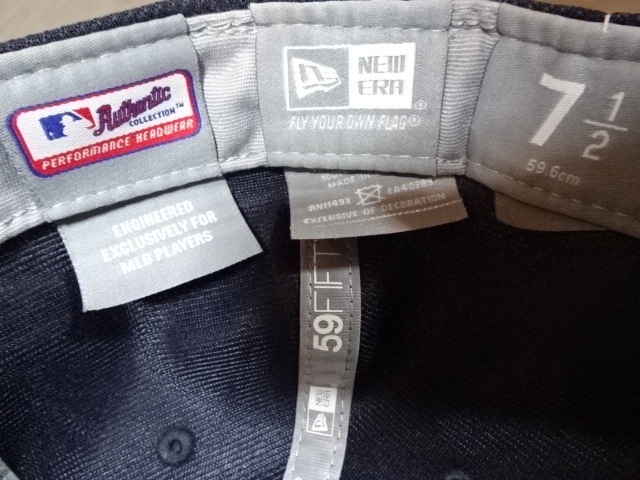 Authentic
COLLECTION™
PERFORMANCE HEADWEAR
ENGINEERED
EXCLUSIVELY FOR
MLB PLAYERS
NEW
ERA®
FLY YOUR OWN FLAG®
MADE IN
RN11493
EXCLUSIVE OF DECORATION
7 1/2
59.6cm
59FIFTY
NEW
ERA